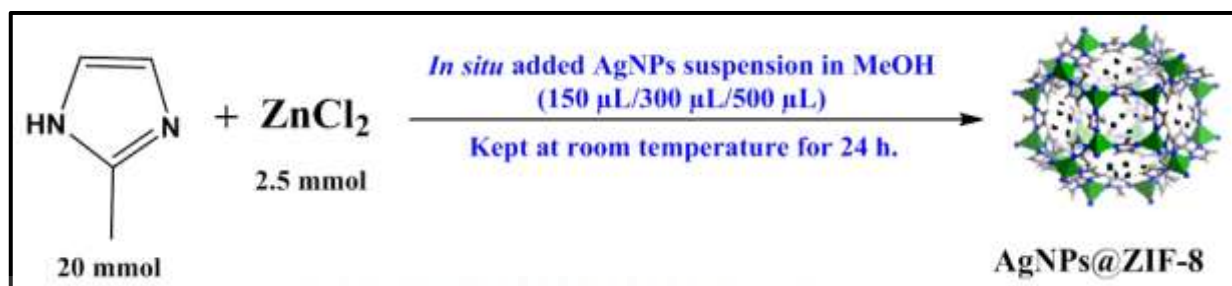 In situ added AgNPs suspension in MeOH
(150 μL/300 μL/500 μL)
HN
N
+ ZnCl₂
Kept at room temperature for 24 h.
2.5 mmol
20 mmol
AgNPs@ZIF-8